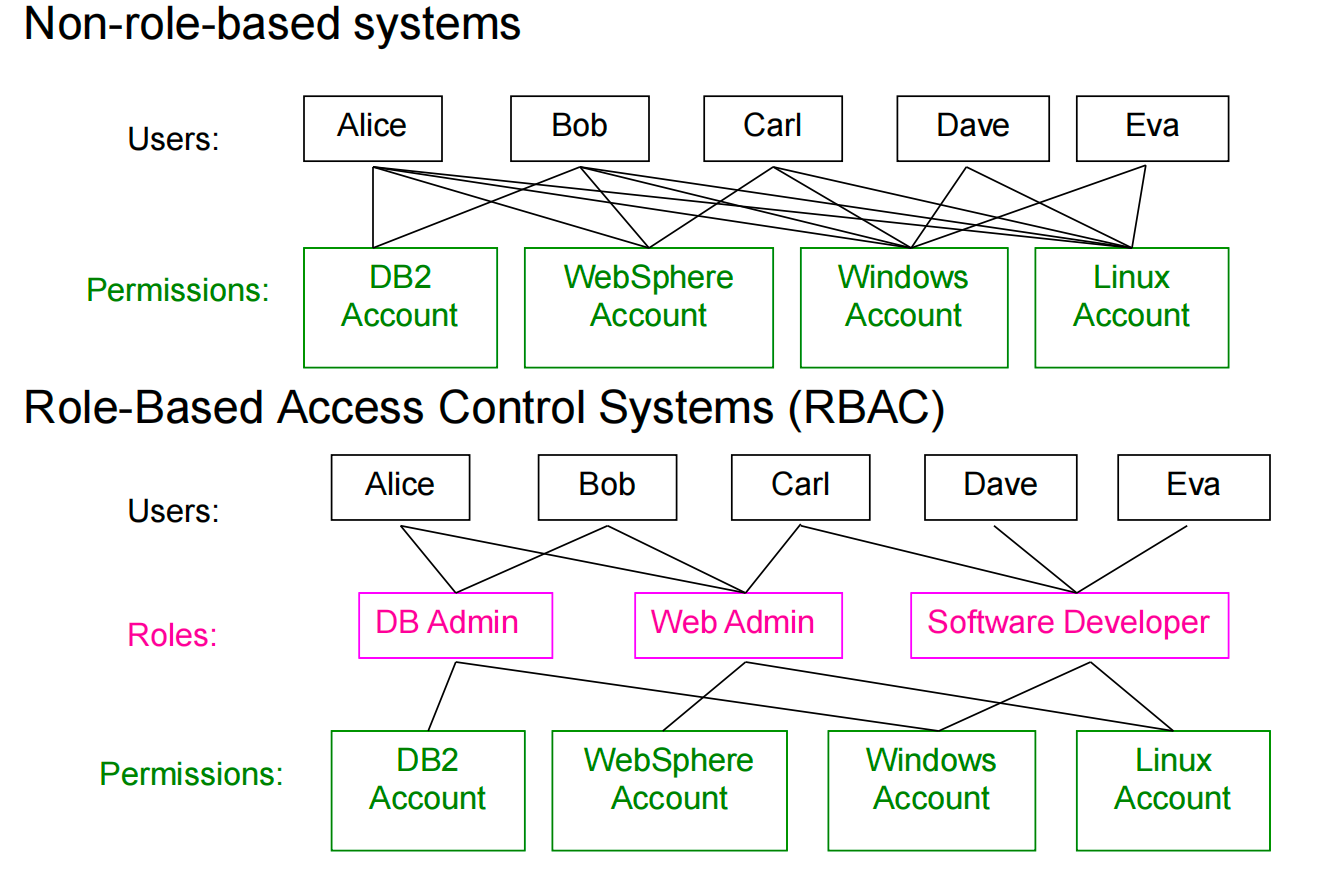 Non-role-based systems
Users:
Alice
Bob
Carl
Dave
Eva
Permissions:
DB2
Account
WebSphere
Account
Windows
Account
Linux
Account
Role-Based Access Control Systems (RBAC)
Users:
Alice
Bob
Carl
Dave
Eva
Roles:
DB Admin
Web Admin
Software Developer
Permissions:
DB2
Account
WebSphere
Account
Windows
Account
Linux
Account